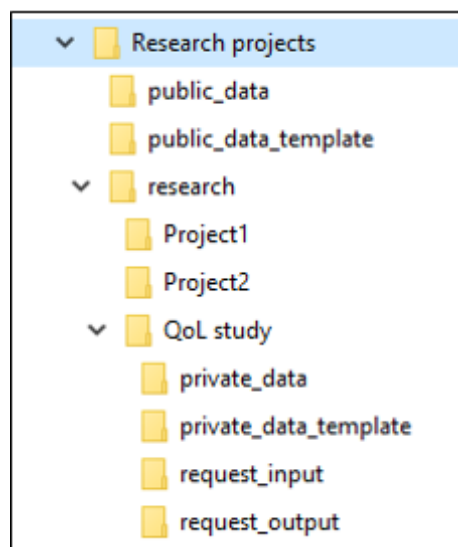 Research projects
public_data
public_data_template
research
Project1
Project2
QoL study
private_data
private_data_template
request_input
request_output